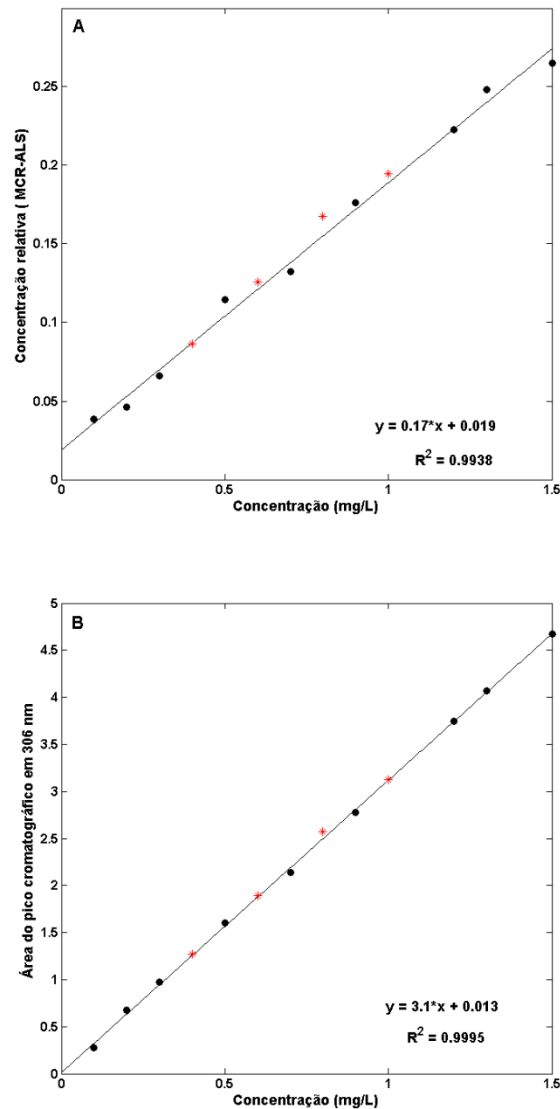 A
0.25
0.2
0.15
0.1
0.05
0
Concentração relativa ( MCR-ALS)
y = 0.17*x + 0.019
R² = 0.9938
0 0.5 1 1.5
Concentração (mg/L)
B
5
4.5
4
3.5
3
2.5
2
1.5
1
0.5
0
Área do pico cromatográfico em 306 nm
y = 3.1*x + 0.013
R² = 0.9995
0 0.5 1 1.5
Concentração (mg/L)